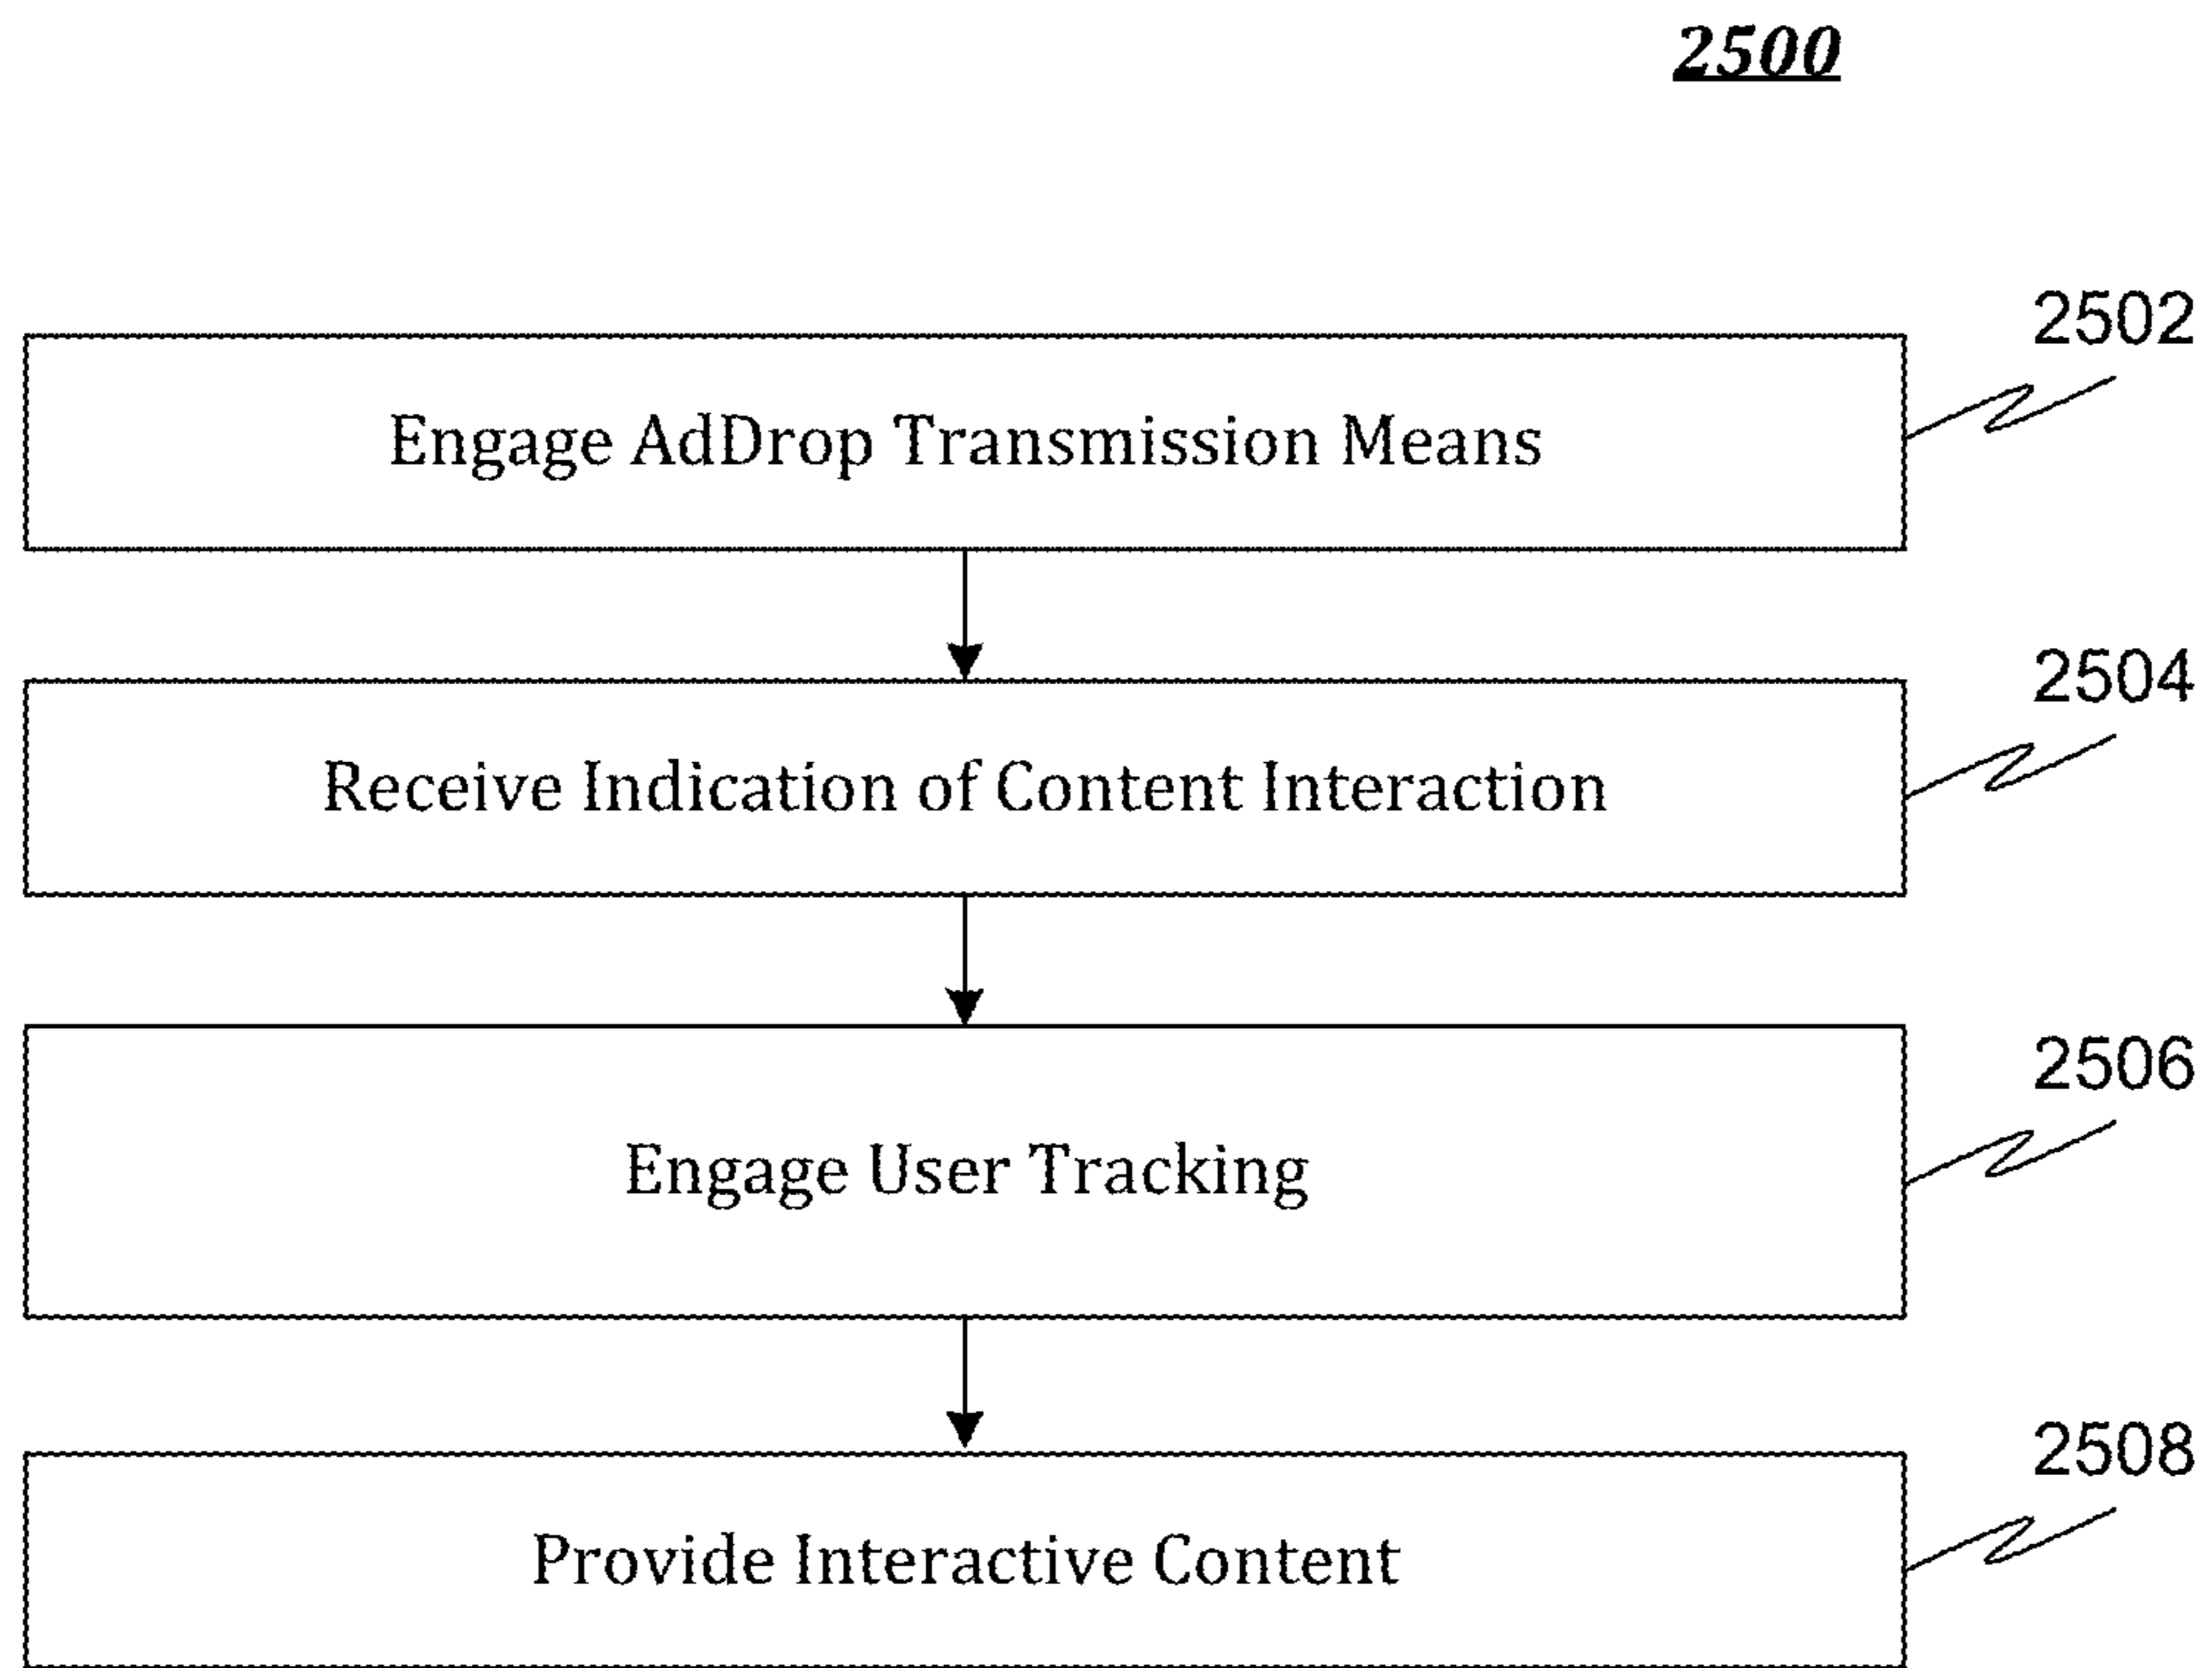 2500
2502
Engage AdDrop Transmission Means
2504
Receive Indication of Content Interaction
2506
Engage User Tracking
2508
Provide Interactive Content